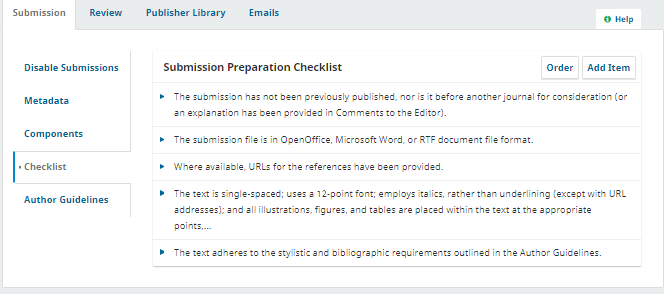 Submission Review Publisher Library Emails
Help
Disable Submissions
Metadata
Components
Checklist
Author Guidelines
Submission Preparation Checklist
Order Add Item
The submission has not been previously published, nor is it before another journal for consideration (or
an explanation has been provided in Comments to the Editor).
The submission file is in OpenOffice, Microsoft Word, or RTF document file format.
Where available, URLs for the references have been provided.
The text is single-spaced; uses a 12-point font; employs italics, rather than underlining (except with URL
addresses); and all illustrations, figures, and tables are placed within the text at the appropriate
points,...
The text adheres to the stylistic and bibliographic requirements outlined in the Author Guidelines.